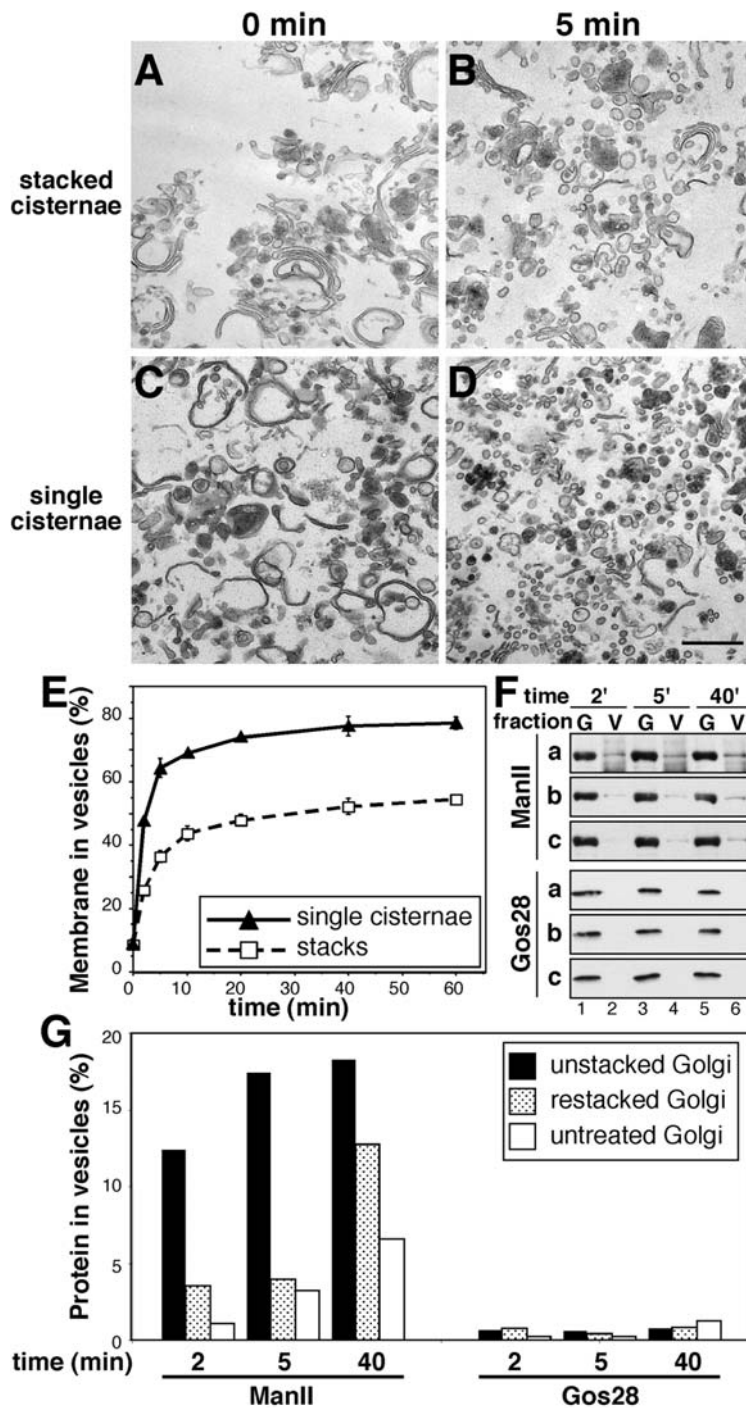 0 min 5 min
A B
stacked
cisternae
C D
single
cisternae
E
Membrane in vesicles (%)
80
60
40
20
0
0 10 20 30 40 50 60
time (min)
single cisternae
stacks
F
time 2' 5' 40'
fraction G V G V G V
ManII
a
b
c
Gos28
a
b
c
1 2 3 4 5 6
G
Protein in vesicles (%)
20
15
10
5
0
unstacked Golgi
restacked Golgi
untreated Golgi
time (min) 2 5 40 2 5 40
ManII Gos28